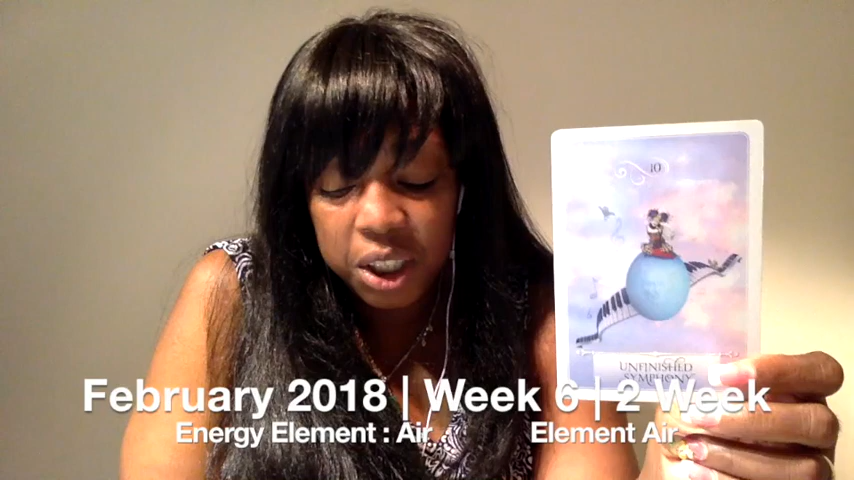 10
UNFINISHED
SYMPHONY
February 2018 | Week 6 | 2 Week
Energy Element : Air
Element Air